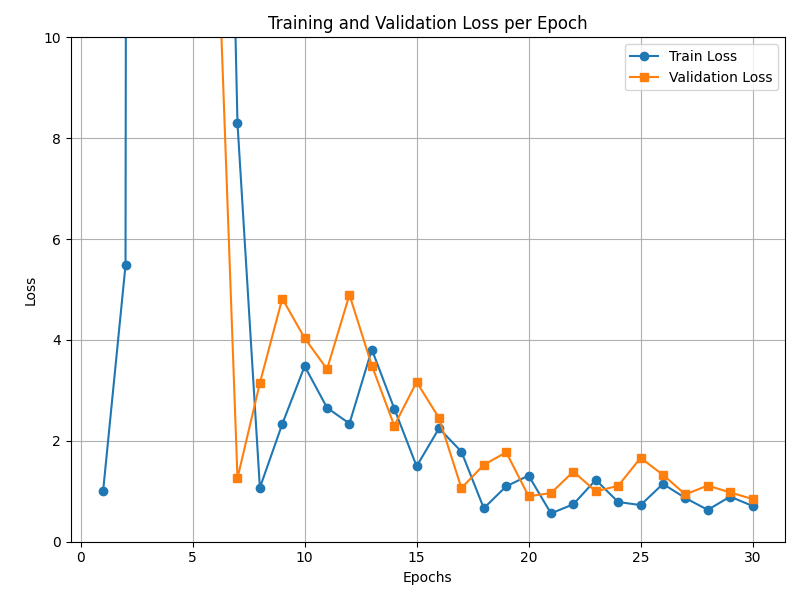 Training and Validation Loss per Epoch
Train Loss
Validation Loss
Loss
10
8
6
4
2
0
0 5 10 15 20 25 30
Epochs